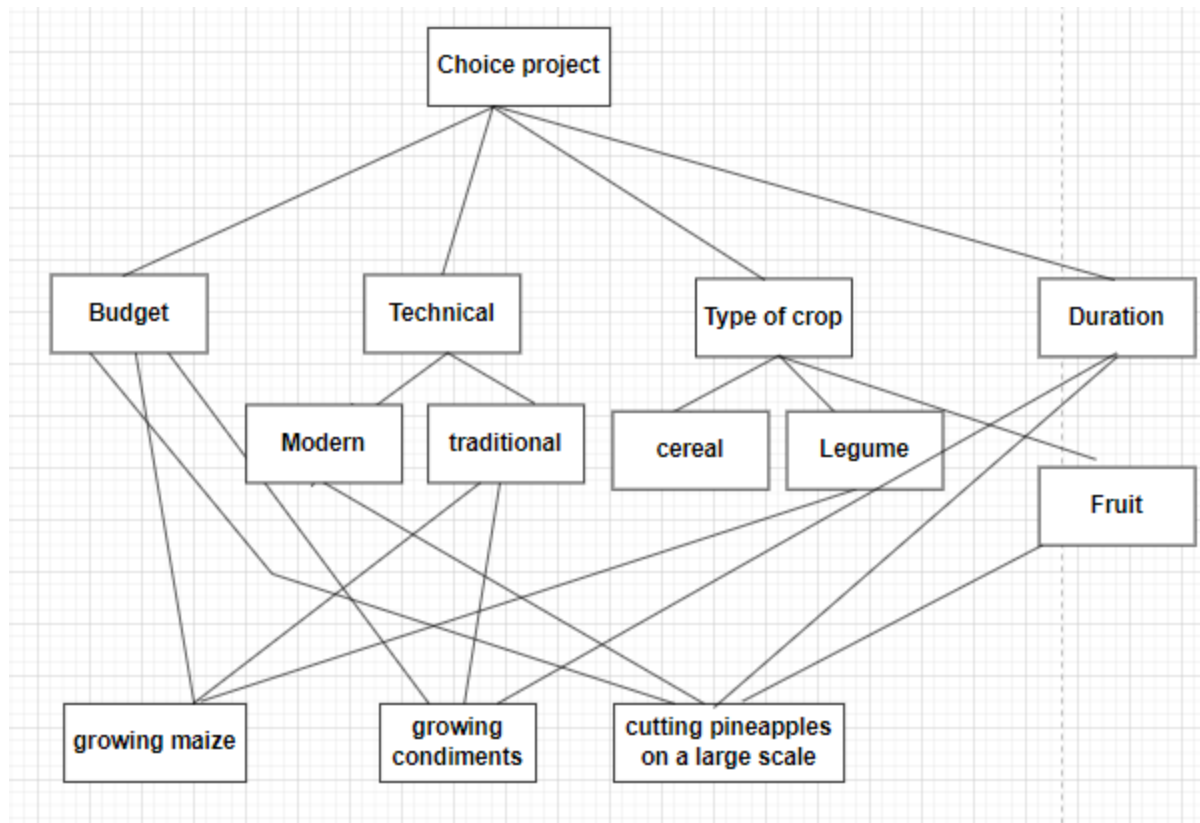 Choice project
Budget
Technical
Type of crop
Duration
Modern
traditional
cereal
Legume
Fruit
growing maize
growing
condiments
cutting pineapples
on a large scale